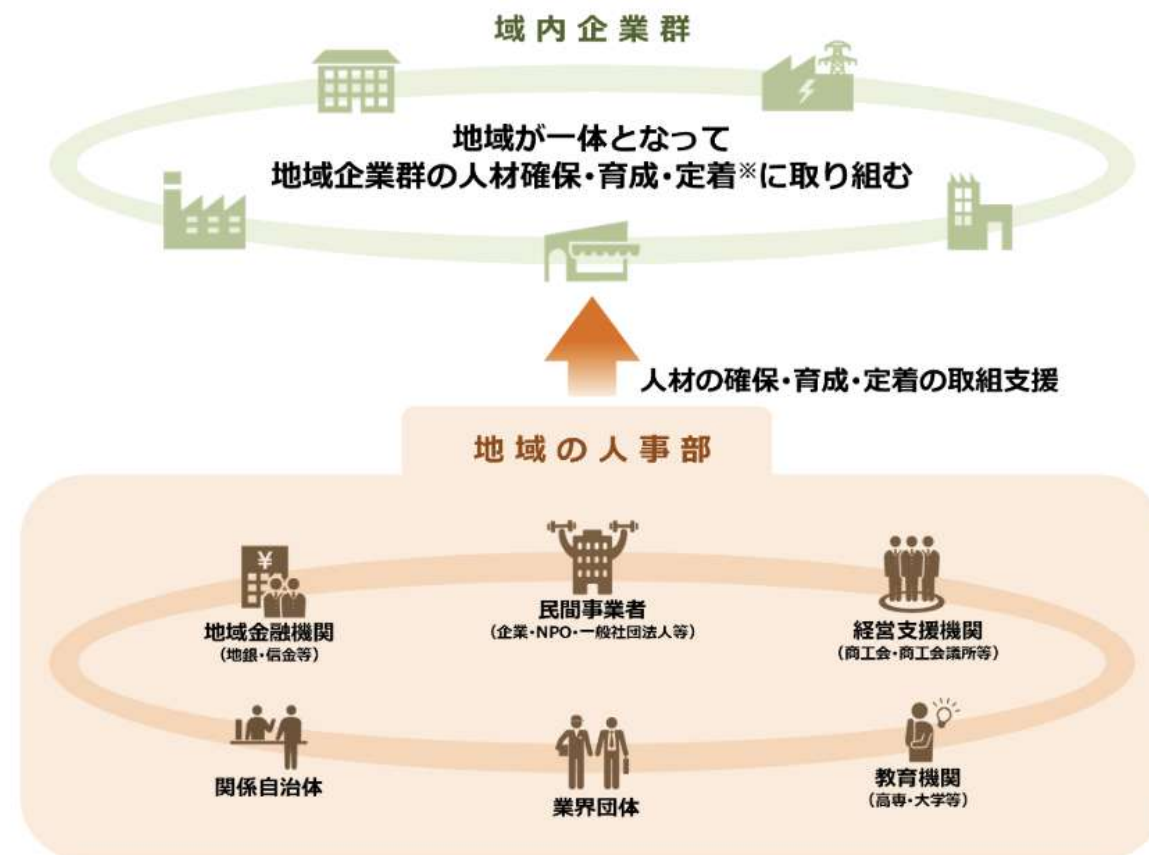 域内企業群
地域が一体となって
地域企業群の人材確保・育成・定着※に取り組む
人材の確保・育成・定着の取組支援
地域の人事部
¥
地域金融機関
(地銀・信金等)
民間事業者
(企業・NPO・一般社団法人等)
経営支援機関
(商工会・商工会議所等)
関係自治体
業界団体
教育機関
(高専・大学等)